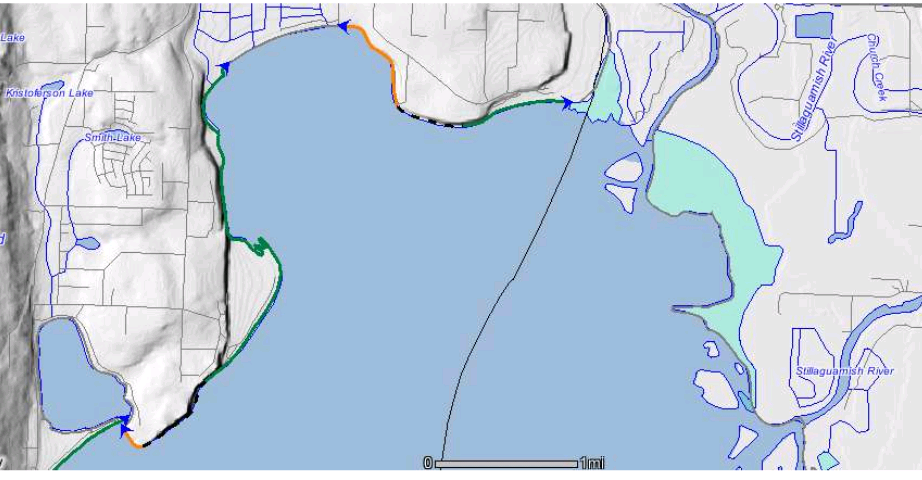 Lake
Church Creek
Stillaguamish River
Kristoferson Lake
Smith Lake
d
Stillaguamish River
0 1mi